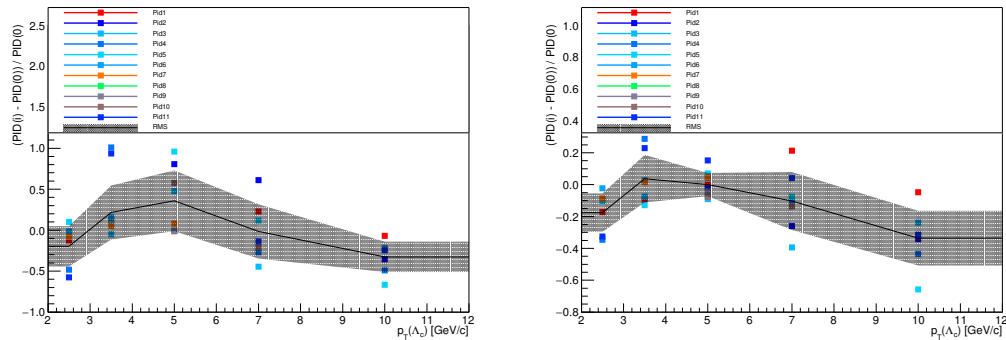 (PID(i) - PID(0)) / PID(0)
2.5
2.0
1.5
1.0
0.5
0.0
−0.5
−1.0
Pid1
Pid2
Pid3
Pid4
Pid5
Pid6
Pid7
Pid8
Pid9
Pid10
Pid11
RMS
2 3 4 5 6 7 8 9 10 11 12
p_T(Λ_c) [GeV/c]
(PID(i) - PID(0)) / PID(0)
1.0
0.8
0.6
0.4
0.2
0.0
−0.2
−0.4
−0.6
−0.8
Pid1
Pid2
Pid3
Pid4
Pid5
Pid6
Pid7
Pid8
Pid9
Pid10
Pid11
RMS
2 3 4 5 6 7 8 9 10 11 12
p_T(Λ_c) [GeV/c]